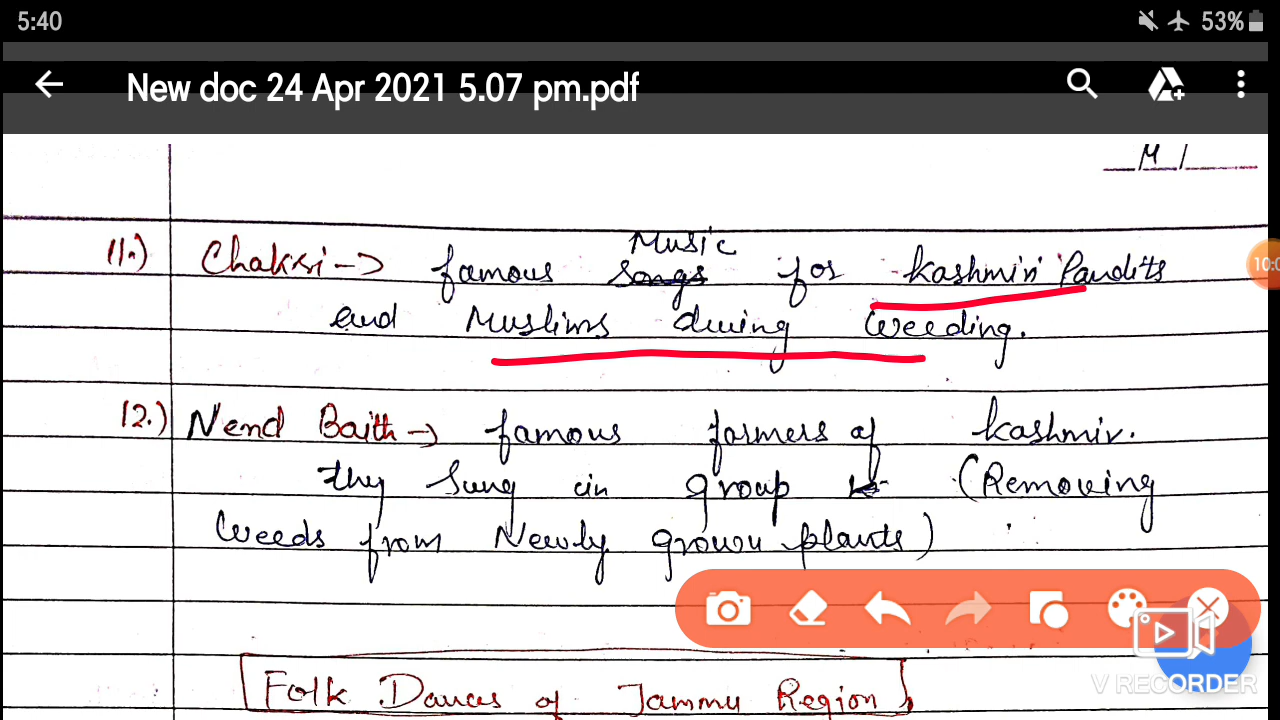 5:40
53%
New doc 24 Apr 2021 5.07 pm.pdf
M/
Music
11.) Chakri -> famous songs for Kashmiri Pandits
and Muslims during weeding.
12.) Nend Baith -> famous formers of Kashmir.
thy sung in group (Removing
weeds from Newly grown plants)
Folk Dances of Jammu Region
V RECORDER